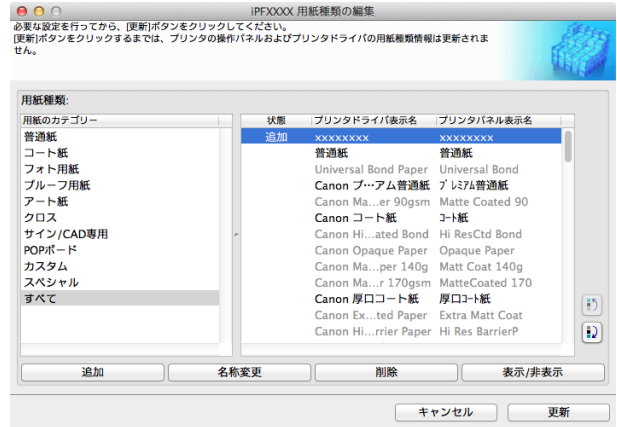 iPFXXXX 用紙種類の編集
必要な設定を行ってから、[更新]ボタンをクリックしてください。
[更新]ボタンをクリックするまでは、プリンタの操作パネルおよびプリンタドライバの用紙種類情報は更新されま
せん。
用紙種類:
用紙のカテゴリー
普通紙
コート紙
フォト用紙
プルーフ用紙
アート紙
クロス
サイン/CAD専用
POPボード
カスタム
スペシャル
すべて
状態 プリンタドライバ表示名 プリンタパネル表示名
追加 xxxxxxxx xxxxxxxx
普通紙 普通紙
Universal Bond Paper Universal Bond
Canon プ…アム普通紙 プレミアム普通紙
Canon Ma...er 90gsm Matte Coated 90
Canon コート紙 コート紙
Canon Hi...ated Bond Hi ResCtd Bond
Canon Opaque Paper Opaque Paper
Canon Ma...per 140g Matt Coat 140g
Canon Ma...r 170gsm MatteCoated 170
Canon 厚口コート紙 厚口コート紙
Canon Ex...ted Paper Extra Matt Coat
Canon Hi...rrier Paper Hi Res BarrierP
追加 名称変更 削除 表示/非表示
キャンセル 更新